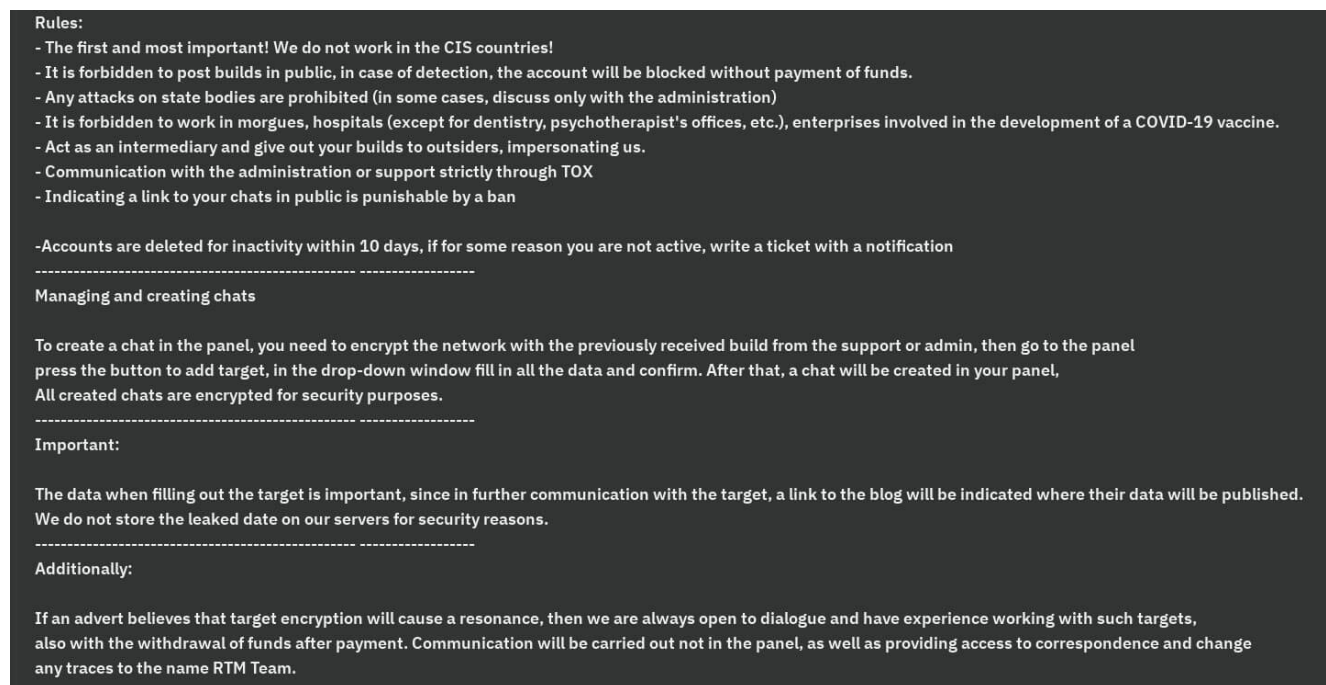 Rules:
- The first and most important! We do not work in the CIS countries!
- It is forbidden to post builds in public, in case of detection, the account will be blocked without payment of funds.
- Any attacks on state bodies are prohibited (in some cases, discuss only with the administration)
- It is forbidden to work in morgues, hospitals (except for dentistry, psychotherapist's offices, etc.), enterprises involved in the development of a COVID-19 vaccine.
- Act as an intermediary and give out your builds to outsiders, impersonating us.
- Communication with the administration or support strictly through TOX
- Indicating a link to your chats in public is punishable by a ban
-Accounts are deleted for inactivity within 10 days, if for some reason you are not active, write a ticket with a notification
-------------------------------------------------- ------------------
Managing and creating chats
To create a chat in the panel, you need to encrypt the network with the previously received build from the support or admin, then go to the panel
press the button to add target, in the drop-down window fill in all the data and confirm. After that, a chat will be created in your panel,
All created chats are encrypted for security purposes.
-------------------------------------------------- ------------------
Important:
The data when filling out the target is important, since in further communication with the target, a link to the blog will be indicated where their data will be published.
We do not store the leaked date on our servers for security reasons.
-------------------------------------------------- ------------------
Additionally:
If an advert believes that target encryption will cause a resonance, then we are always open to dialogue and have experience working with such targets,
also with the withdrawal of funds after payment. Communication will be carried out not in the panel, as well as providing access to correspondence and change
any traces to the name RTM Team.